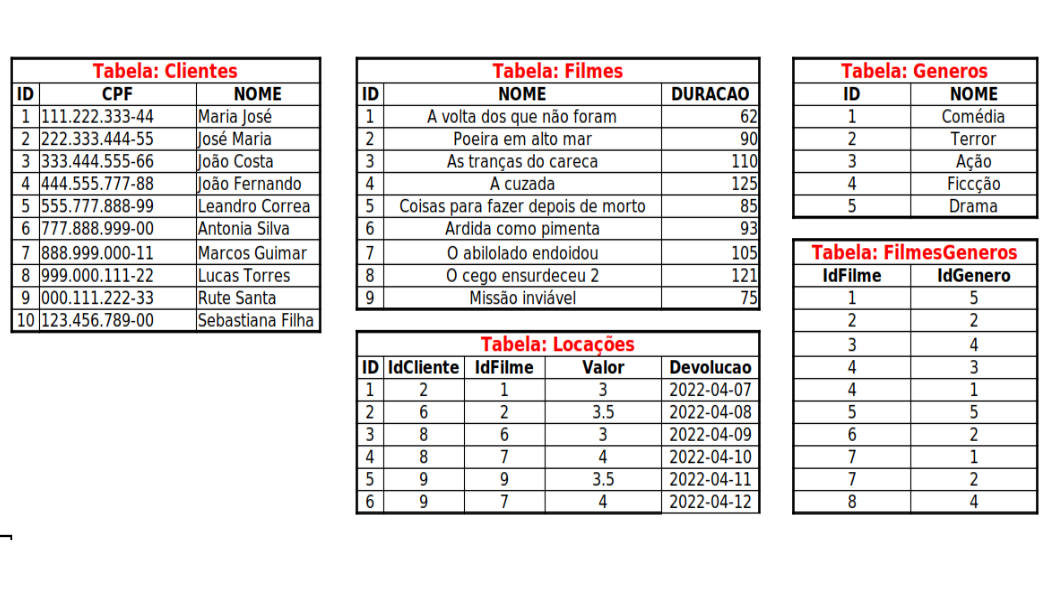 Tabela: Clientes
ID CPF NOME
1 111.222.333-44 Maria José
2 222.333.444-55 José Maria
3 333.444.555-66 João Costa
4 444.555.777-88 João Fernando
5 555.777.888-99 Leandro Correa
6 777.888.999-00 Antonia Silva
7 888.999.000-11 Marcos Guimar
8 999.000.111-22 Lucas Torres
9 000.111.222-33 Rute Santa
10 123.456.789-00 Sebastiana Filha
Tabela: Filmes
ID NOME DURACAO
1 A volta dos que não foram 62
2 Poeira em alto mar 90
3 As tranças do careca 110
4 A cuzada 125
5 Coisas para fazer depois de morto 85
6 Ardida como pimenta 93
7 O abilolado endoidou 105
8 O cego ensurdeceu 2 121
9 Missão inviável 75
Tabela: Locações
ID IdCliente IdFilme Valor Devolucao
1 2 1 3 2022-04-07
2 6 2 3.5 2022-04-08
3 8 6 3 2022-04-09
4 8 7 4 2022-04-10
5 9 9 3.5 2022-04-11
6 9 7 4 2022-04-12
Tabela: Generos
ID NOME
1 Comédia
2 Terror
3 Ação
4 Ficcção
5 Drama
Tabela: FilmesGeneros
IdFilme IdGenero
1 5
2 2
3 4
4 3
4 1
5 5
6 2
7 1
7 2
8 4